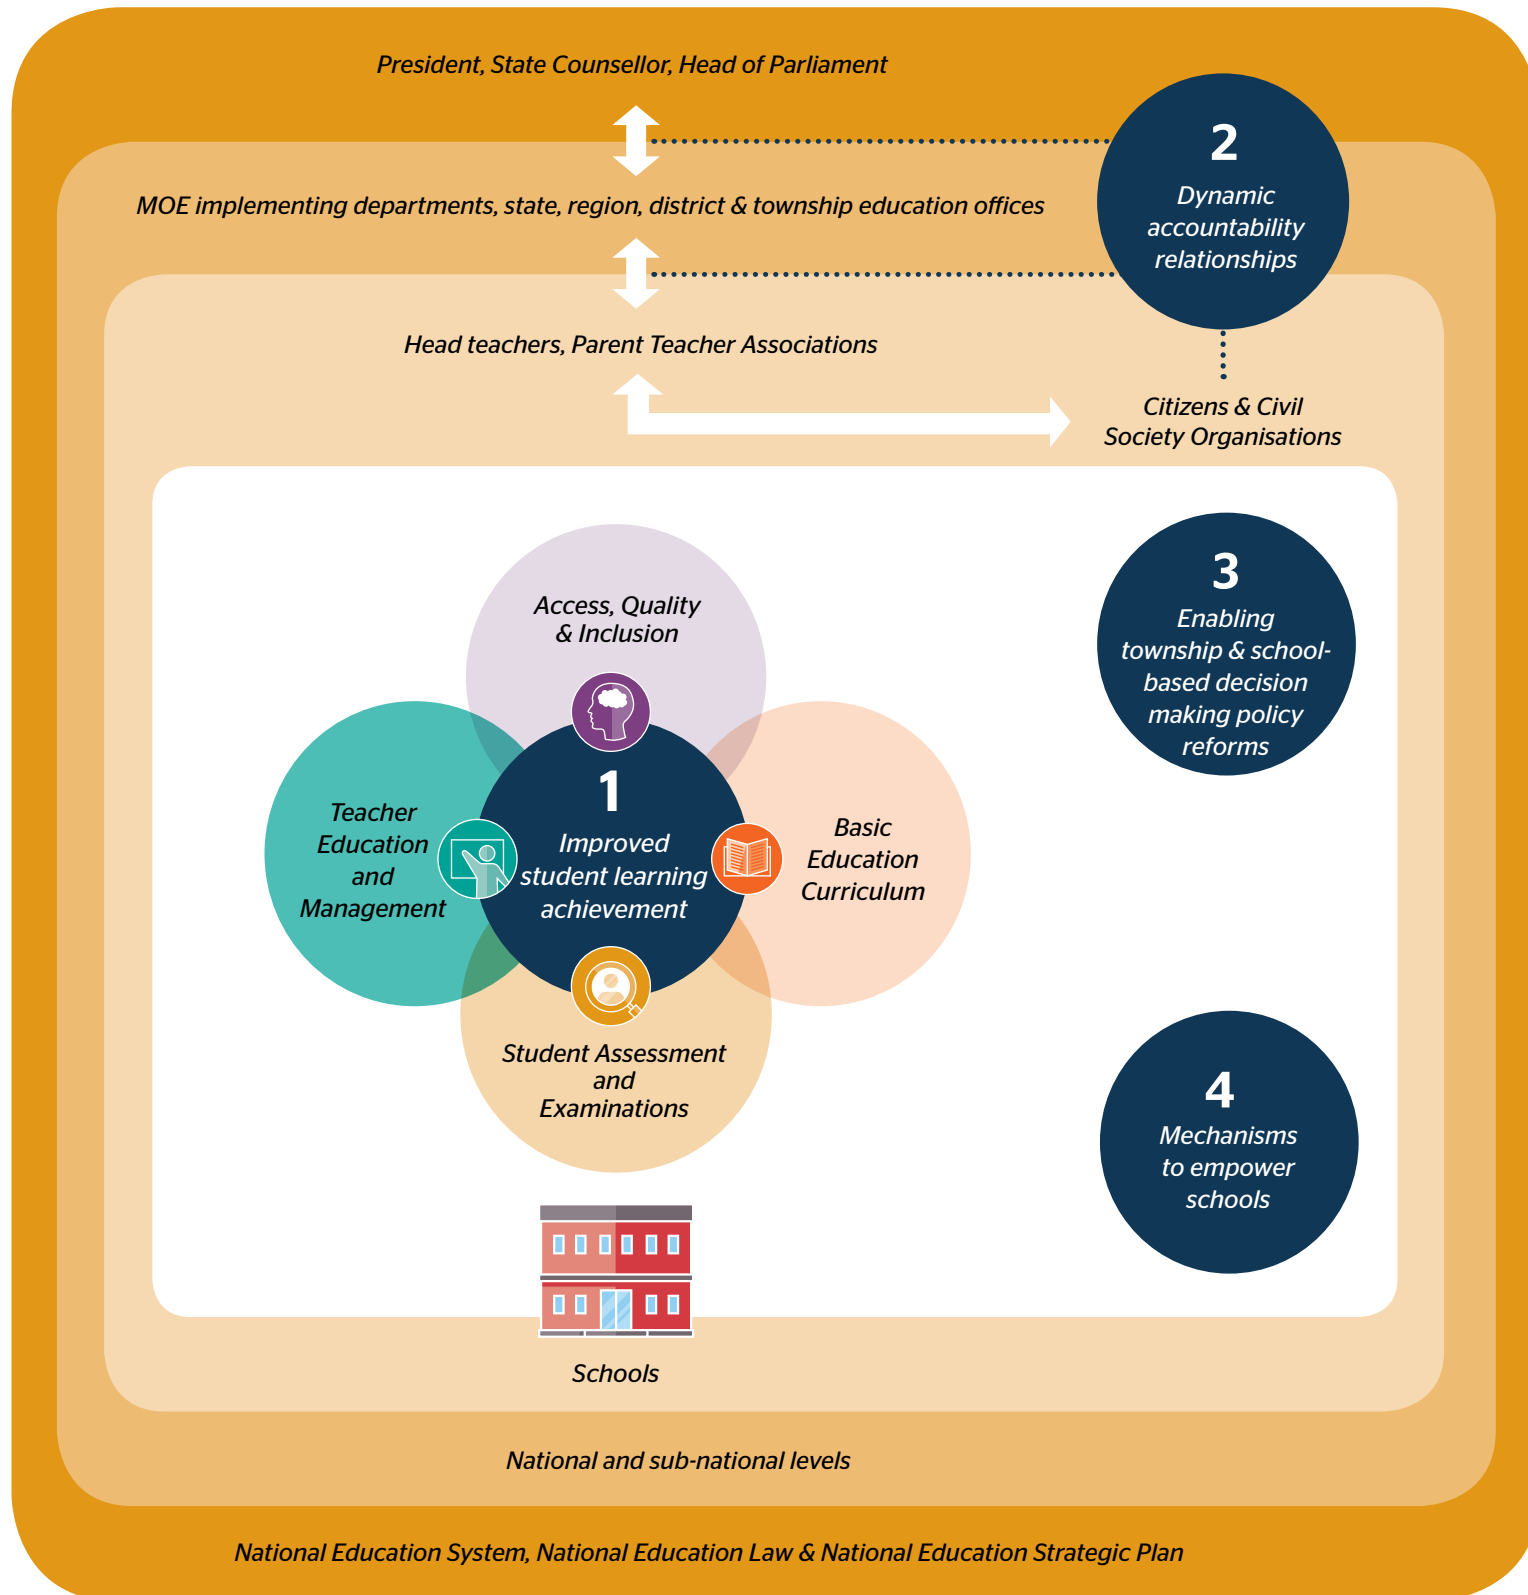 President, State Counsellor, Head of Parliament
2
Dynamic
accountability
relationships
MOE implementing departments, state, region, district & township education offices
Head teachers, Parent Teacher Associations
Citizens & Civil
Society Organisations
Access, Quality
& Inclusion
Teacher
Education
and
Management
1
Improved
student learning
achievement
Basic
Education
Curriculum
Student Assessment
and
Examinations
3
Enabling
township & school-
based decision
making policy
reforms
4
Mechanisms
to empower
schools
Schools
National and sub-national levels
National Education System, National Education Law & National Education Strategic Plan